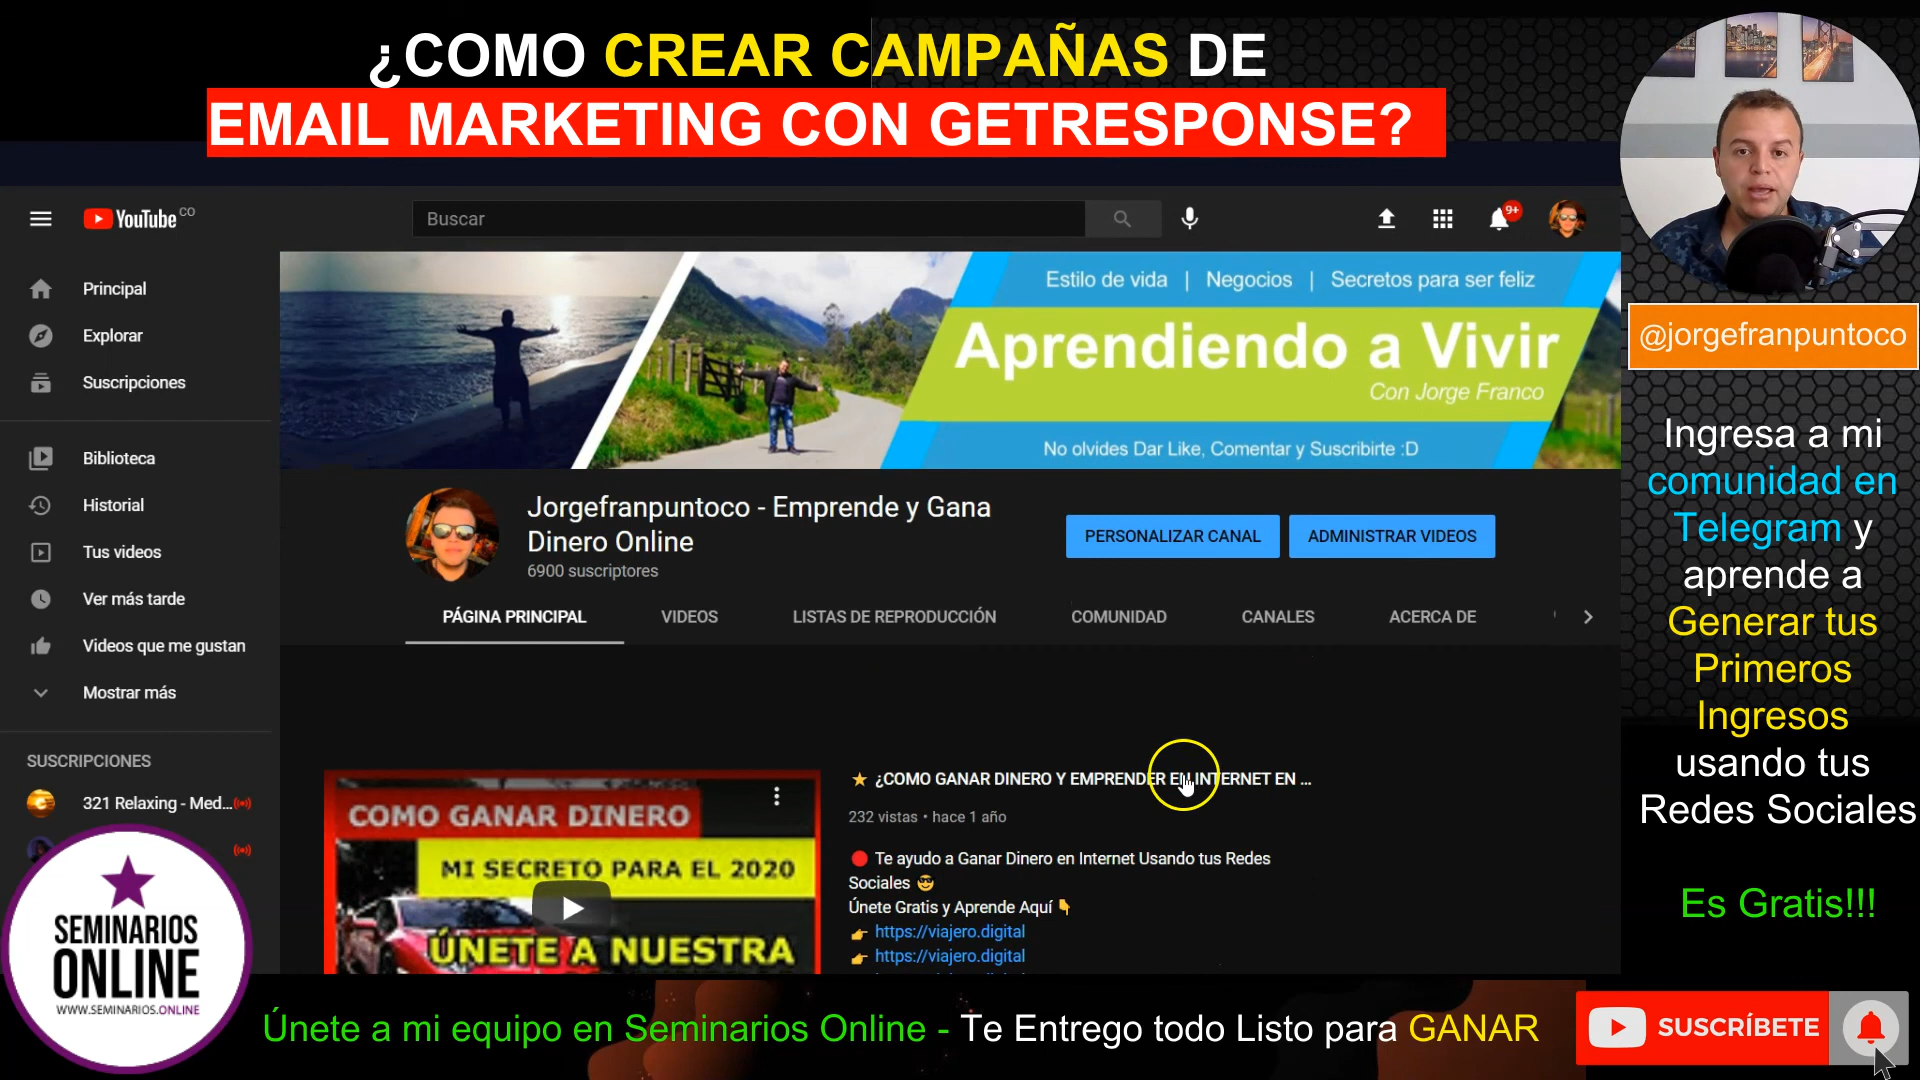 ¿COMO CREAR CAMPAÑAS DE
EMAIL MARKETING CON GETRESPONSE?
YouTube CO
Buscar
9+
Principal
Explorar
Suscripciones
Biblioteca
Historial
Tus videos
Ver más tarde
Videos que me gustan
Mostrar más
SUSCRIPCIONES
321 Relaxing - Med...
Estilo de vida | Negocios | Secretos para ser feliz
Aprendiendo a Vivir
Con Jorge Franco
No olvides Dar Like, Comentar y Suscribirte :D
Jorgefranpuntoco - Emprende y Gana
Dinero Online
6900 suscriptores
PERSONALIZAR CANAL
ADMINISTRAR VIDEOS
PÁGINA PRINCIPAL
VIDEOS
LISTAS DE REPRODUCCIÓN
COMUNIDAD
CANALES
ACERCA DE
COMO GANAR DINERO
MI SECRETO PARA EL 2020
ÚNETE A NUESTRA
¿COMO GANAR DINERO Y EMPRENDER EN INTERNET EN ...
232 vistas • hace 1 año
Te ayudo a Ganar Dinero en Internet Usando tus Redes
Sociales
Únete Gratis y Aprende Aquí
https://viajero.digital
https://viajero.digital
@jorgefranpuntoco
Ingresa a mi
comunidad en
Telegram y
aprende a
Generar tus
Primeros
Ingresos
usando tus
Redes Sociales
Es Gratis!!!
SEMINARIOS
ONLINE
WWW.SEMINARIOS.ONLINE
Únete a mi equipo en Seminarios Online - Te Entrego todo Listo para GANAR
SUSCRÍBETE